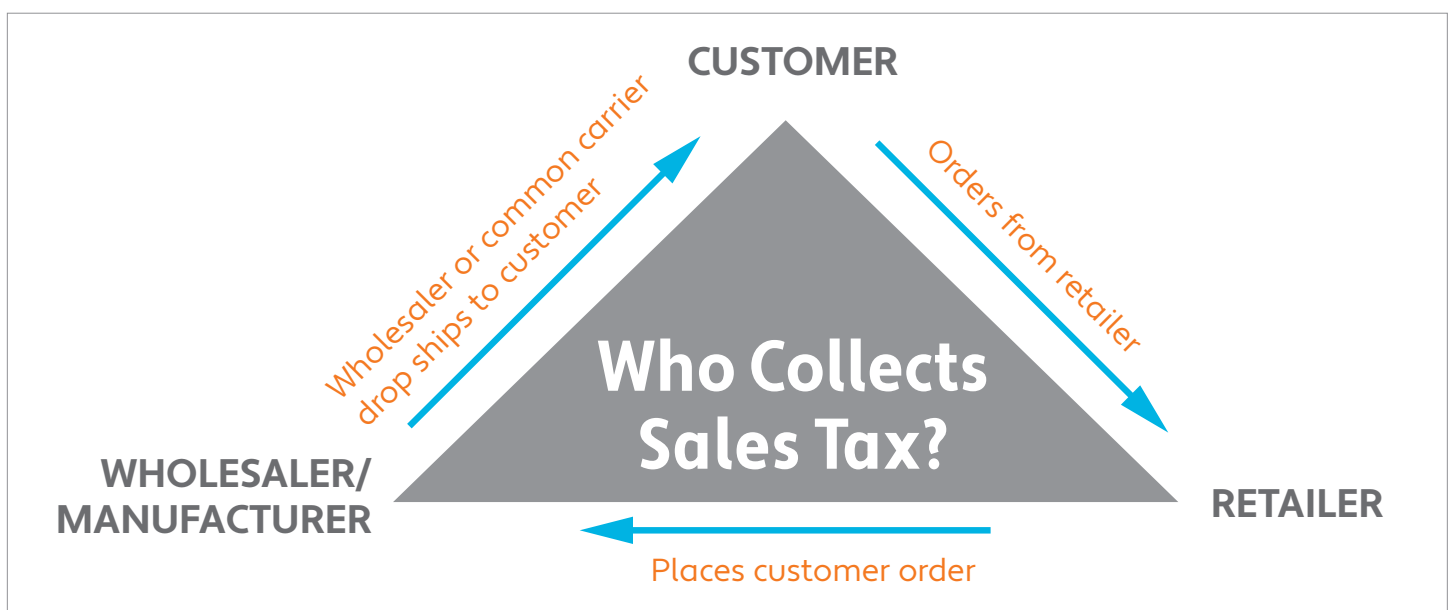 CUSTOMER
Wholesaler or common carrier
drop ships to customer
Orders from retailer
Who Collects
Sales Tax?
WHOLESALER/
MANUFACTURER
RETAILER
Places customer order